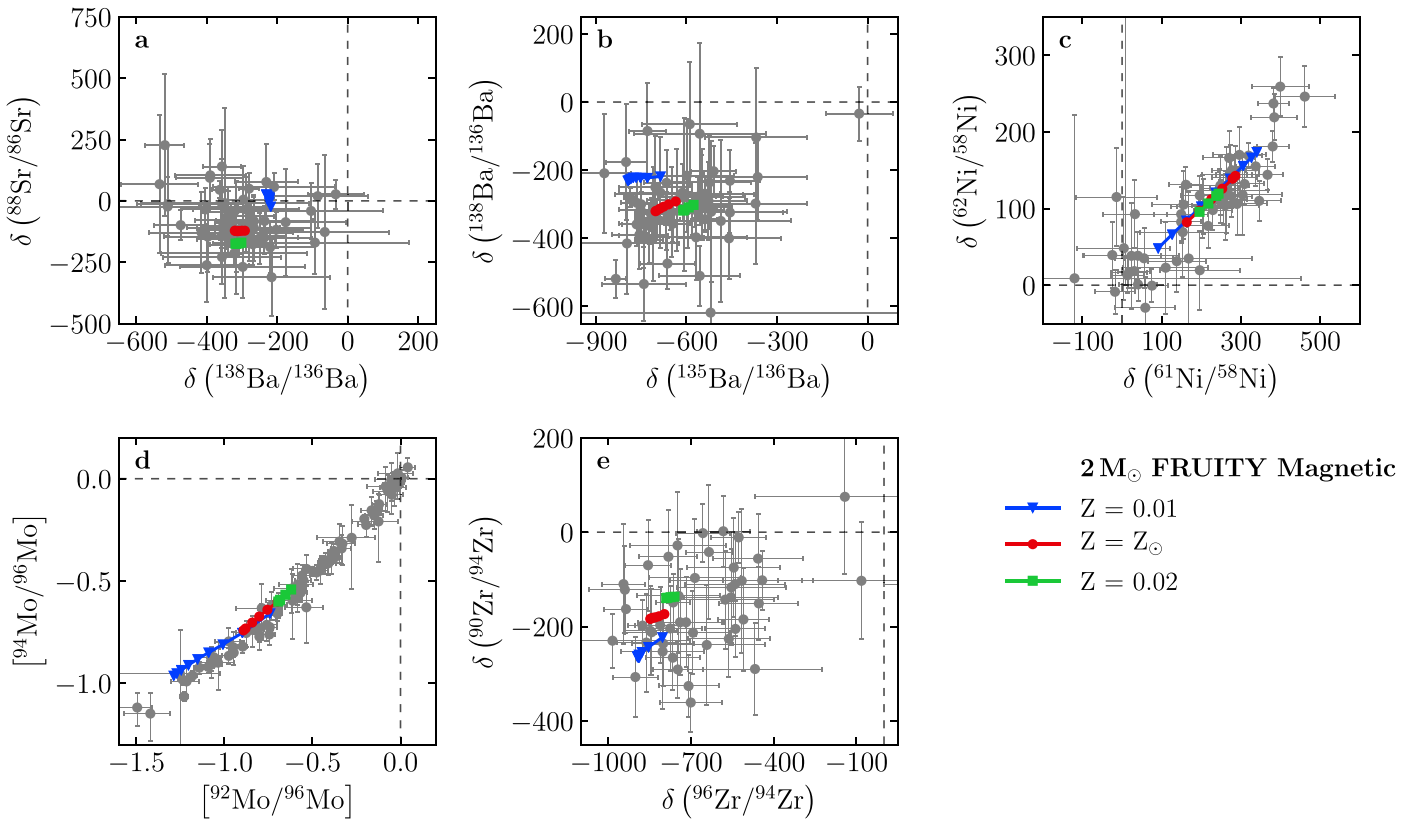 a
750
500
250
0
−250
−500
δ (⁸⁸Sr/⁸⁶Sr)
−600 −400 −200 0 200
δ (¹³⁸Ba/¹³⁶Ba)
b
200
0
−200
−400
−600
δ (¹³⁸Ba/¹³⁶Ba)
−900 −600 −300 0
δ (¹³⁵Ba/¹³⁶Ba)
c
300
200
100
0
δ (⁶²Ni/⁵⁸Ni)
−100 100 300 500
δ (⁶¹Ni/⁵⁸Ni)
d
0.0
−0.5
−1.0
[⁹⁴Mo/⁹⁶Mo]
−1.5 −1.0 −0.5 0.0
[⁹²Mo/⁹⁶Mo]
e
200
0
−200
−400
δ (⁹⁰Zr/⁹⁴Zr)
−1000 −700 −400 −100
δ (⁹⁶Zr/⁹⁴Zr)
2 M☉ FRUITY Magnetic
Z = 0.01
Z = Z☉
Z = 0.02